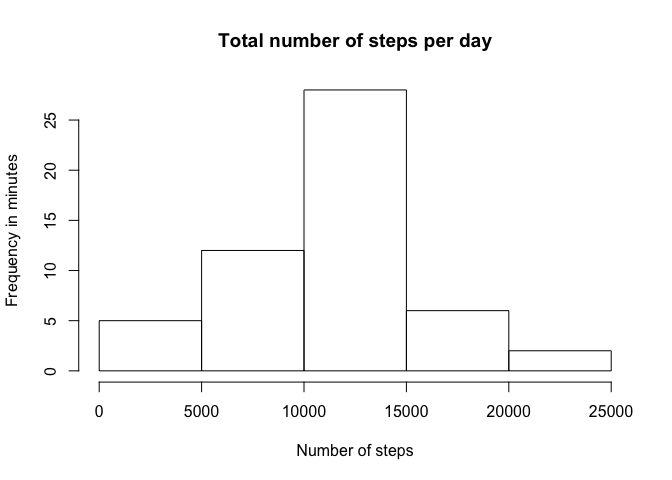 Total number of steps per day
Frequency in minutes
25
20
15
10
5
0
0 5000 10000 15000 20000 25000
Number of steps